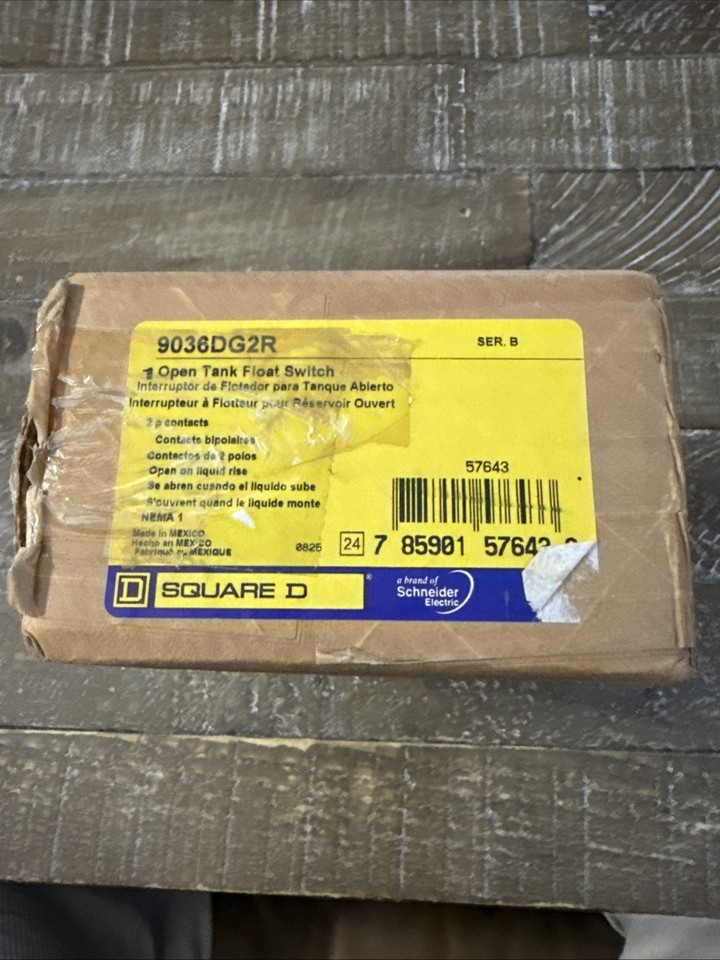 9036DG2R SER. B
1 Open Tank Float Switch
Interruptor de Flotador para Tanque Abierto
Interrupteur à Flotteur pour Réservoir Ouvert
2 p contacts
Contacts bipolaires
Contactos de 2 polos
Open on liquid rise
Se abren cuando el liquido sube
S'ouvrent quand le liquide monte
NEMA 1
Made in MEXICO
Hecho en MEXICO
Fabriqué au MEXIQUE
0825
57643
24 7 85901 57643
D SQUARE D ®
a brand of
Schneider
Electric